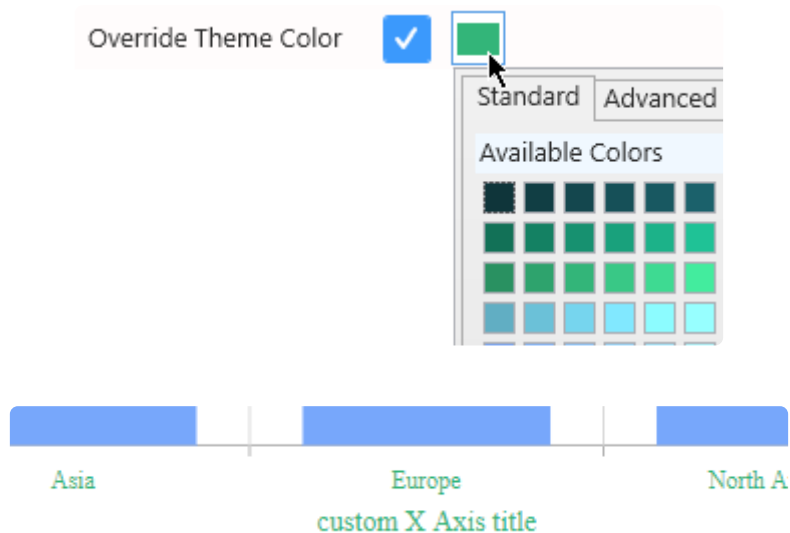 Override Theme Color
Standard Advanced
Available Colors
Asia Europe North A
custom X Axis title